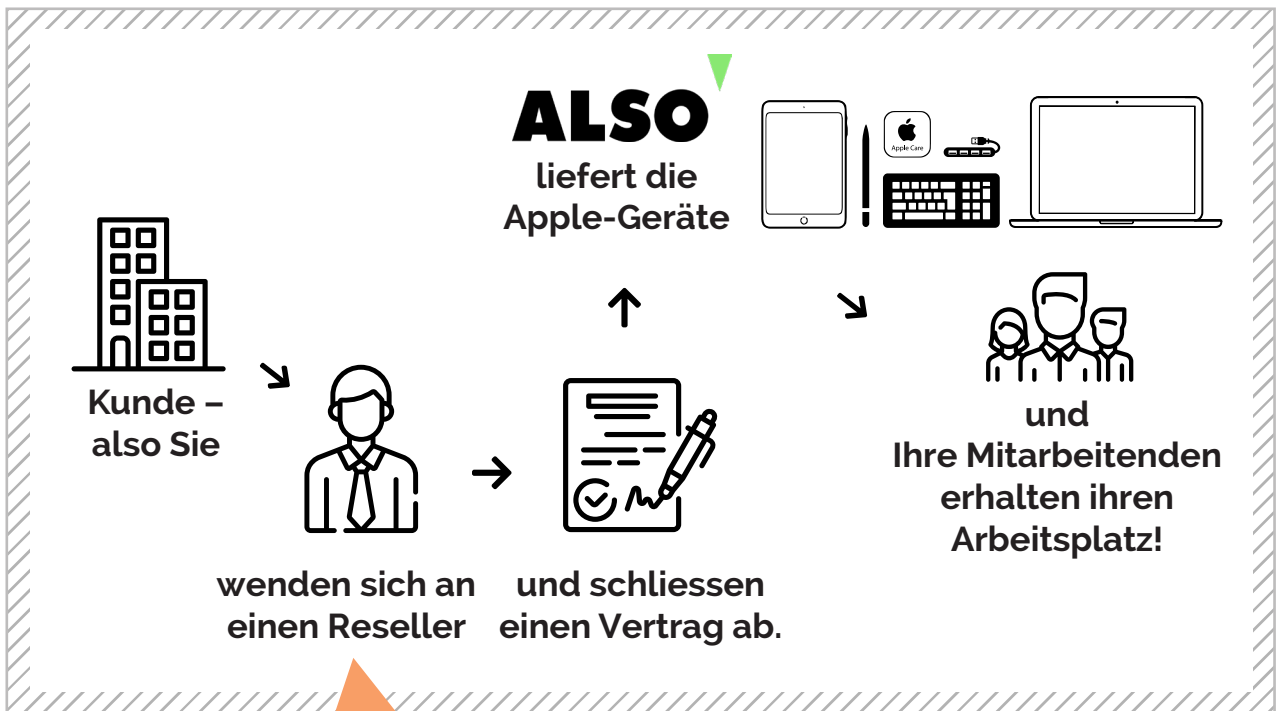 Kunde –
also Sie
wenden sich an
einen Reseller
und schliessen
einen Vertrag ab.
ALSO
liefert die
Apple-Geräte
Apple Care
und
Ihre Mitarbeitenden
erhalten ihren
Arbeitsplatz!